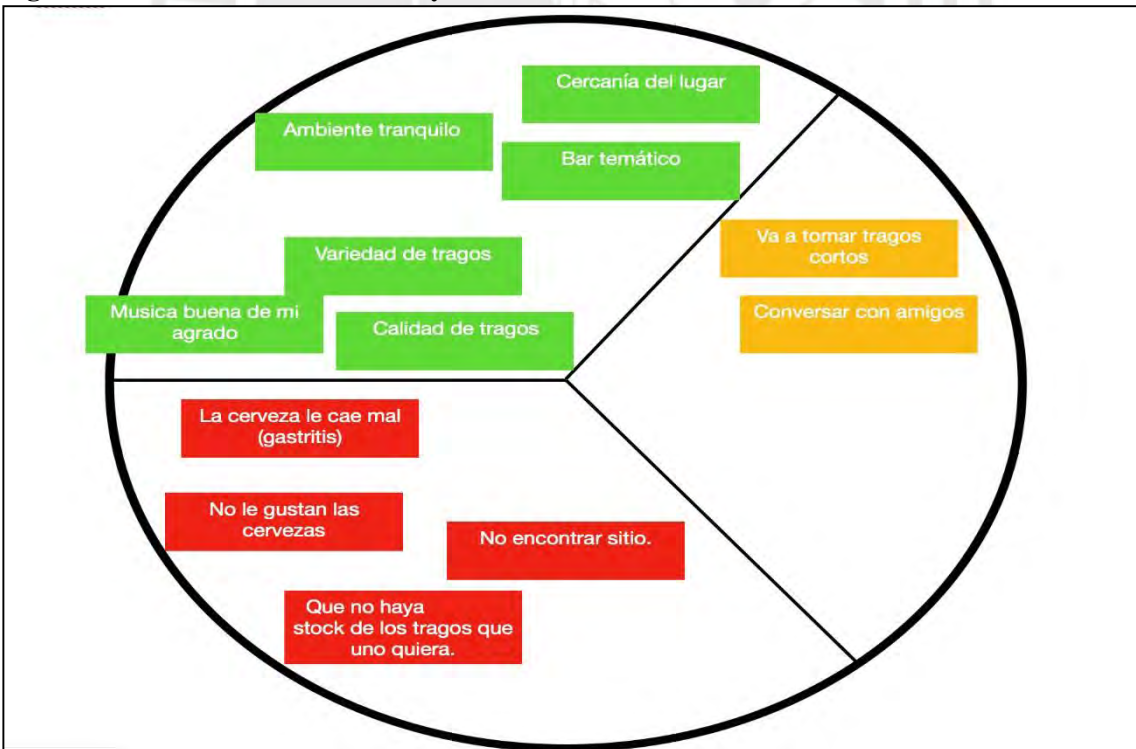 Cercanía del lugar
Ambiente tranquilo
Bar temático
Variedad de tragos
Musica buena de mi
agrado
Calidad de tragos
Va a tomar tragos
cortos
Conversar con amigos
La cerveza le cae mal
(gastritis)
No le gustan las
cervezas
No encontrar sitio.
Que no haya
stock de los tragos que
uno quiera.